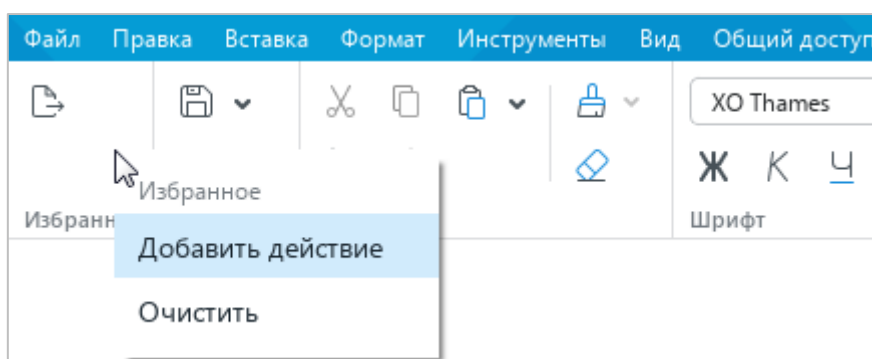 Файл Правка Вставка Формат Инструменты Вид Общий доступ
XO Thames
Ж К Ч
Избранное
Избранн
Шрифт
Добавить действие
Очистить